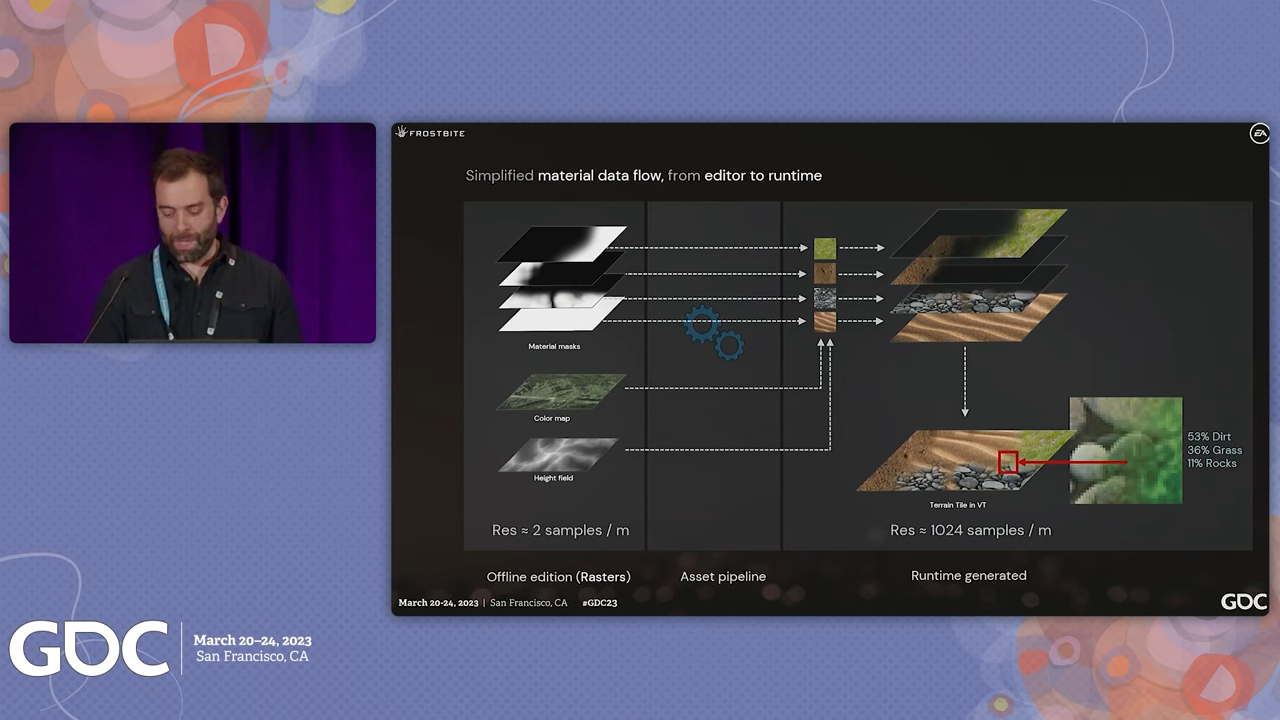 FROSTBITE
EA
Simplified material data flow, from editor to runtime
Material masks
Color map
Height field
53% Dirt
36% Grass
11% Rocks
Terrain Tile in VT
Res ≈ 2 samples / m
Res ≈ 1024 samples / m
Offline edition (Rasters)
Asset pipeline
Runtime generated
March 20-24, 2023 | San Francisco, CA #GDC23
GDC
GDC
March 20–24, 2023
San Francisco, CA